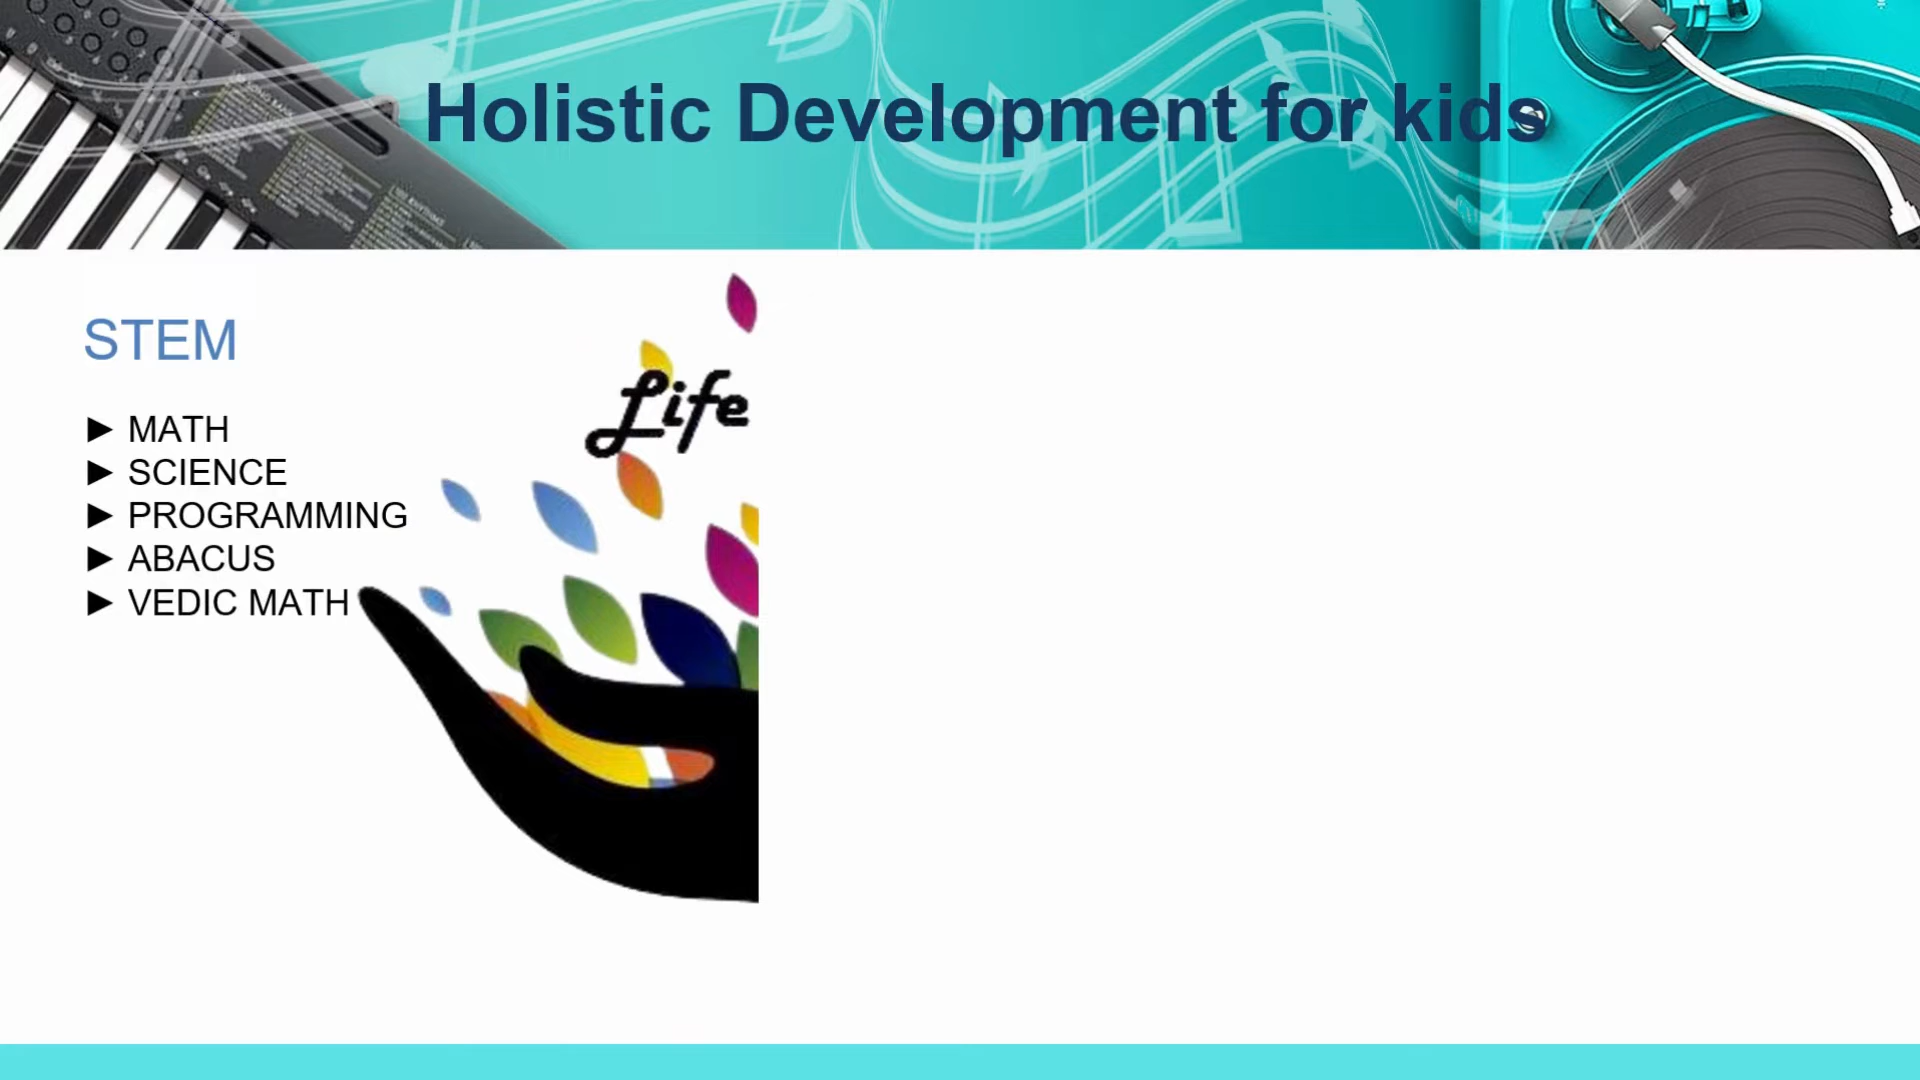 Holistic Development for kids
STEM
► MATH
► SCIENCE
► PROGRAMMING
► ABACUS
► VEDIC MATH
Life